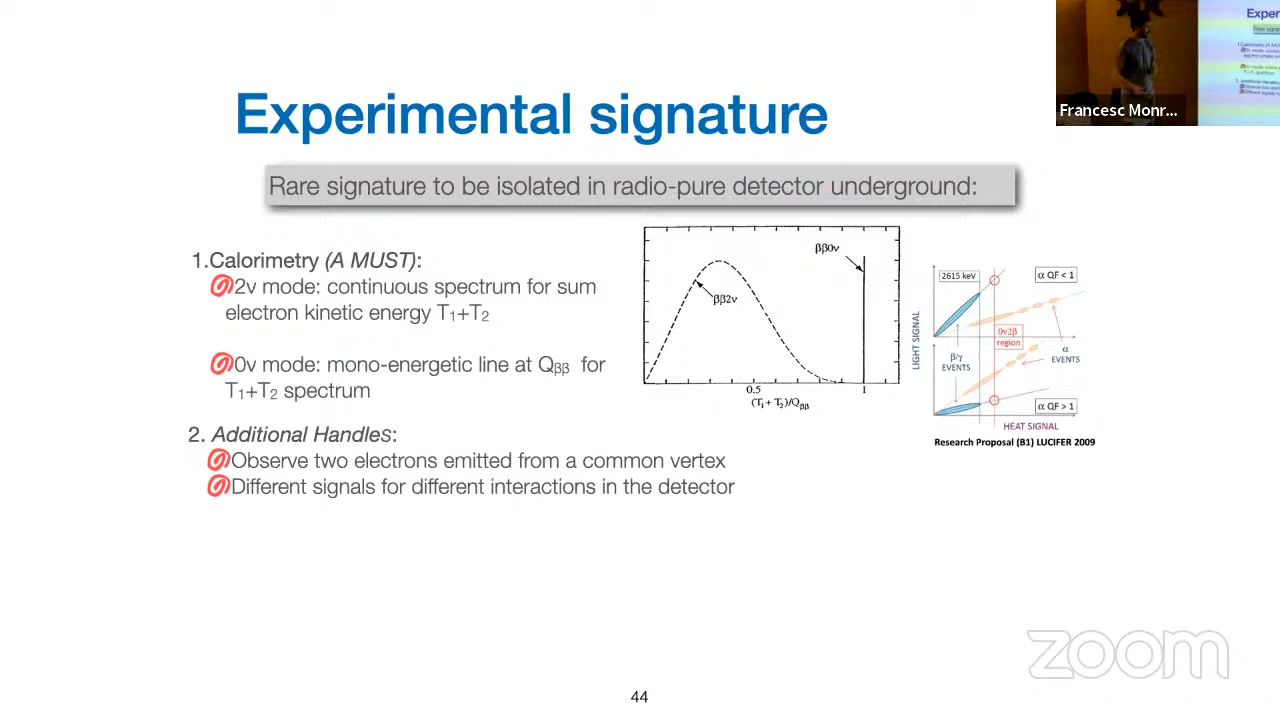 Experimental signature
Rare signature to be isolated in radio-pure detector underground:
1.Calorimetry (A MUST):
2ν mode: continuous spectrum for sum
electron kinetic energy T1+T2
0ν mode: mono-energetic line at Qββ for
T1+T2 spectrum
2. Additional Handles:
Observe two electrons emitted from a common vertex
Different signals for different interactions in the detector
ββ0ν
ββ2ν
0.5
1
(T1 + T2)/Qββ
LIGHT SIGNAL
2615 keV
α QF < 1
0ν2β
region
β/γ
EVENTS
α
EVENTS
α QF > 1
HEAT SIGNAL
Research Proposal (B1) LUCIFER 2009
Francesc Monr...
Exper
zoom
44